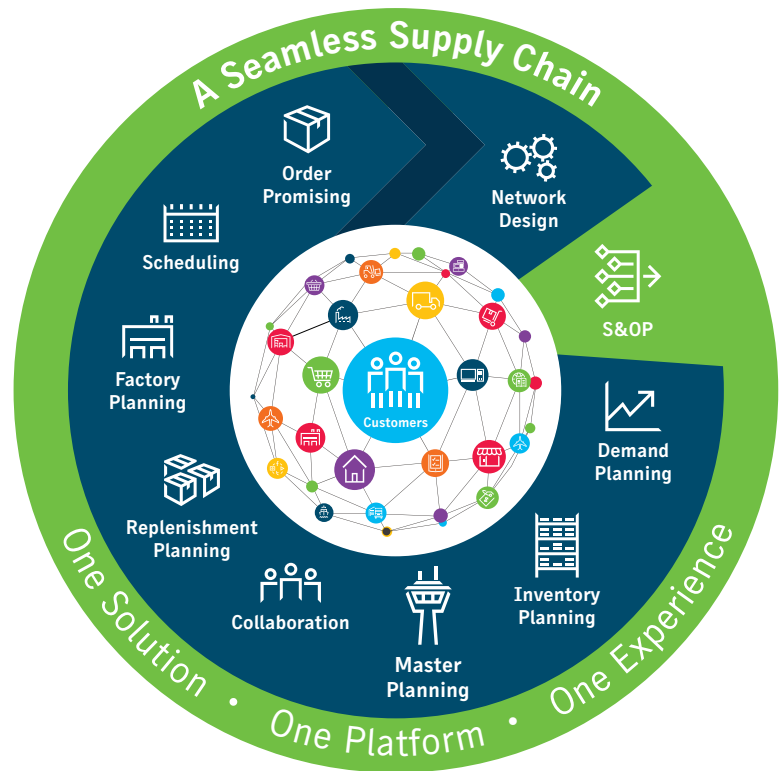 A Seamless Supply Chain
Order
Promising
Network
Design
Scheduling
S&OP
Factory
Planning
Customers
Demand
Planning
Replenishment
Planning
Inventory
Planning
Collaboration
Master
Planning
One Solution • One Platform • One Experience